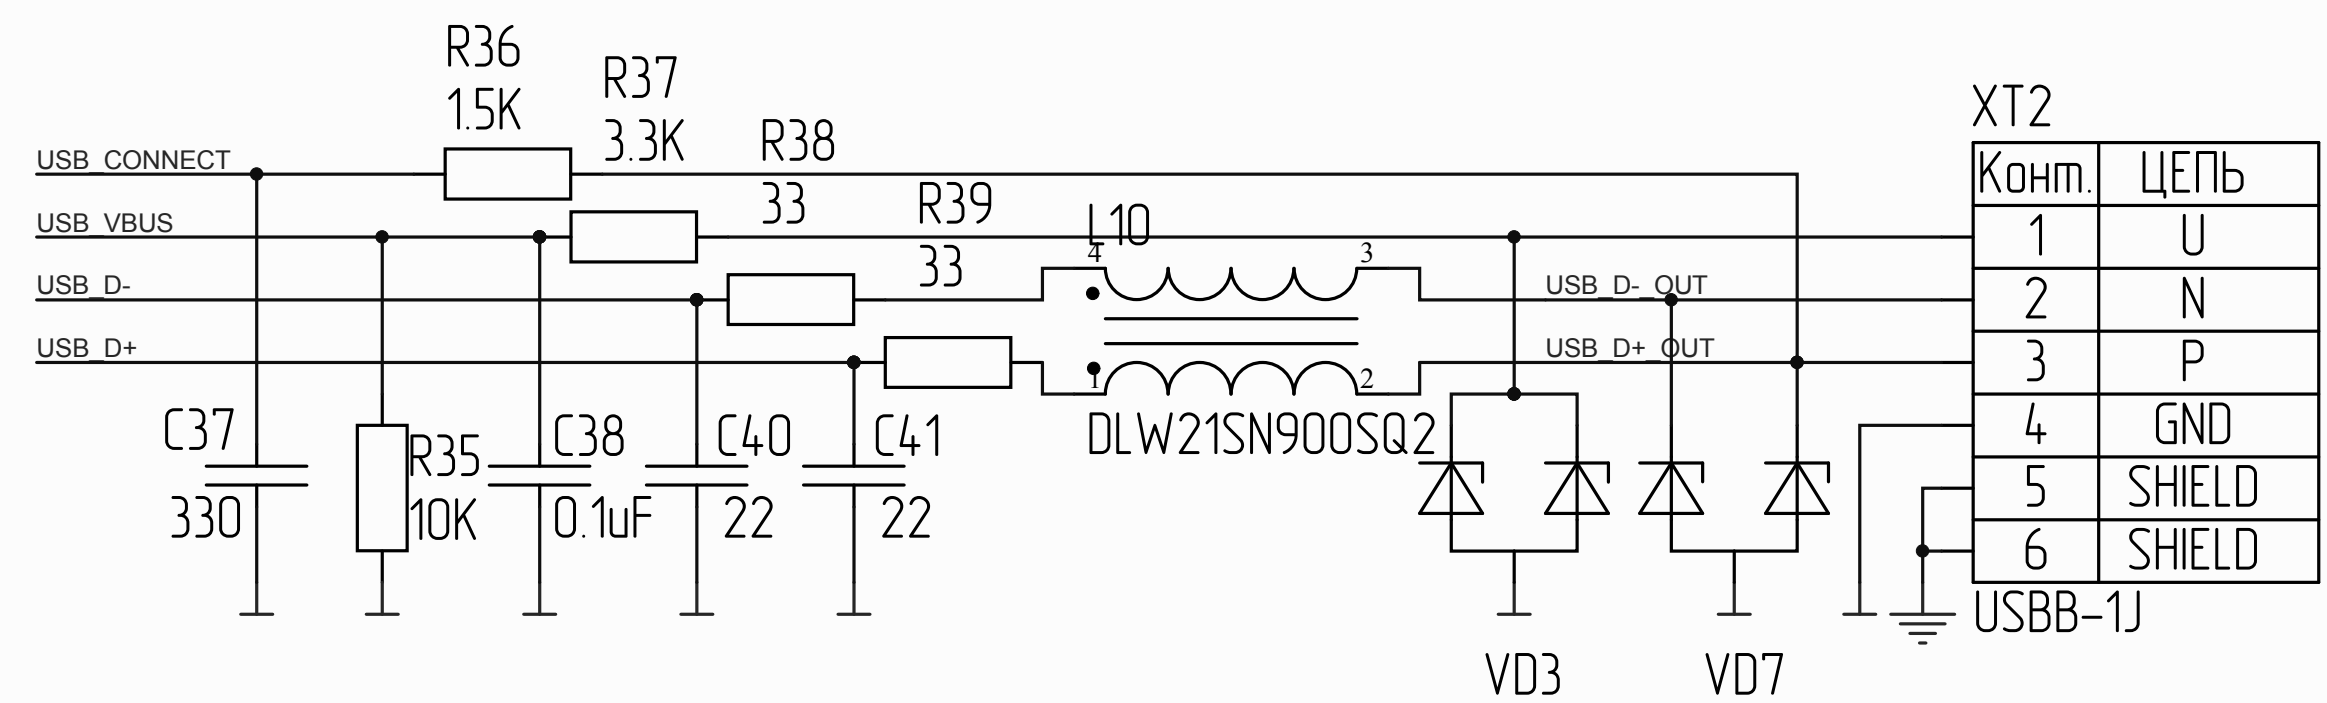 R36
1.5K
R37
3.3K
R38
33
R39
33
USB_CONNECT
USB_VBUS
USB_D-
USB_D+
L10
4
3
1
2
DLW21SN900SQ2
USB_D-_OUT
USB_D+_OUT
C37
330
R35
10K
C38
0.1uF
C40
22
C41
22
VD3
VD7
XT2
Конт. ЦЕПЬ
1 U
2 N
3 P
4 GND
5 SHIELD
6 SHIELD
USBB-1J